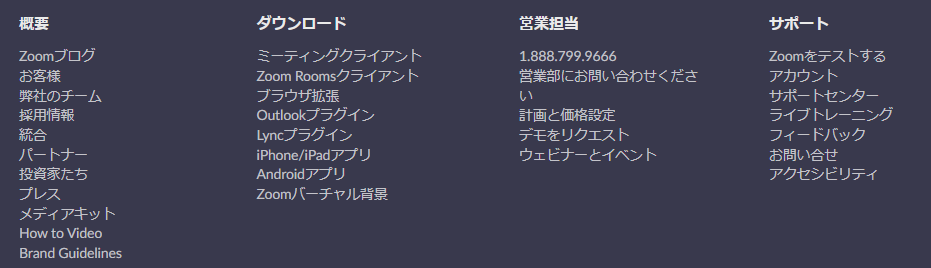 概要
Zoomブログ
お客様
弊社のチーム
採用情報
統合
パートナー
投資家たち
プレス
メディアキット
How to Video
Brand Guidelines
ダウンロード
ミーティングクライアント
Zoom Roomsクライアント
ブラウザ拡張
Outlookプラグイン
Lyncプラグイン
iPhone/iPadアプリ
Androidアプリ
Zoomバーチャル背景
営業担当
1.888.799.9666
営業部にお問い合わせくださ
い
計画と価格設定
デモをリクエスト
ウェビナーとイベント
サポート
Zoomをテストする
アカウント
サポートセンター
ライブトレーニング
フィードバック
お問い合せ
アクセシビリティ